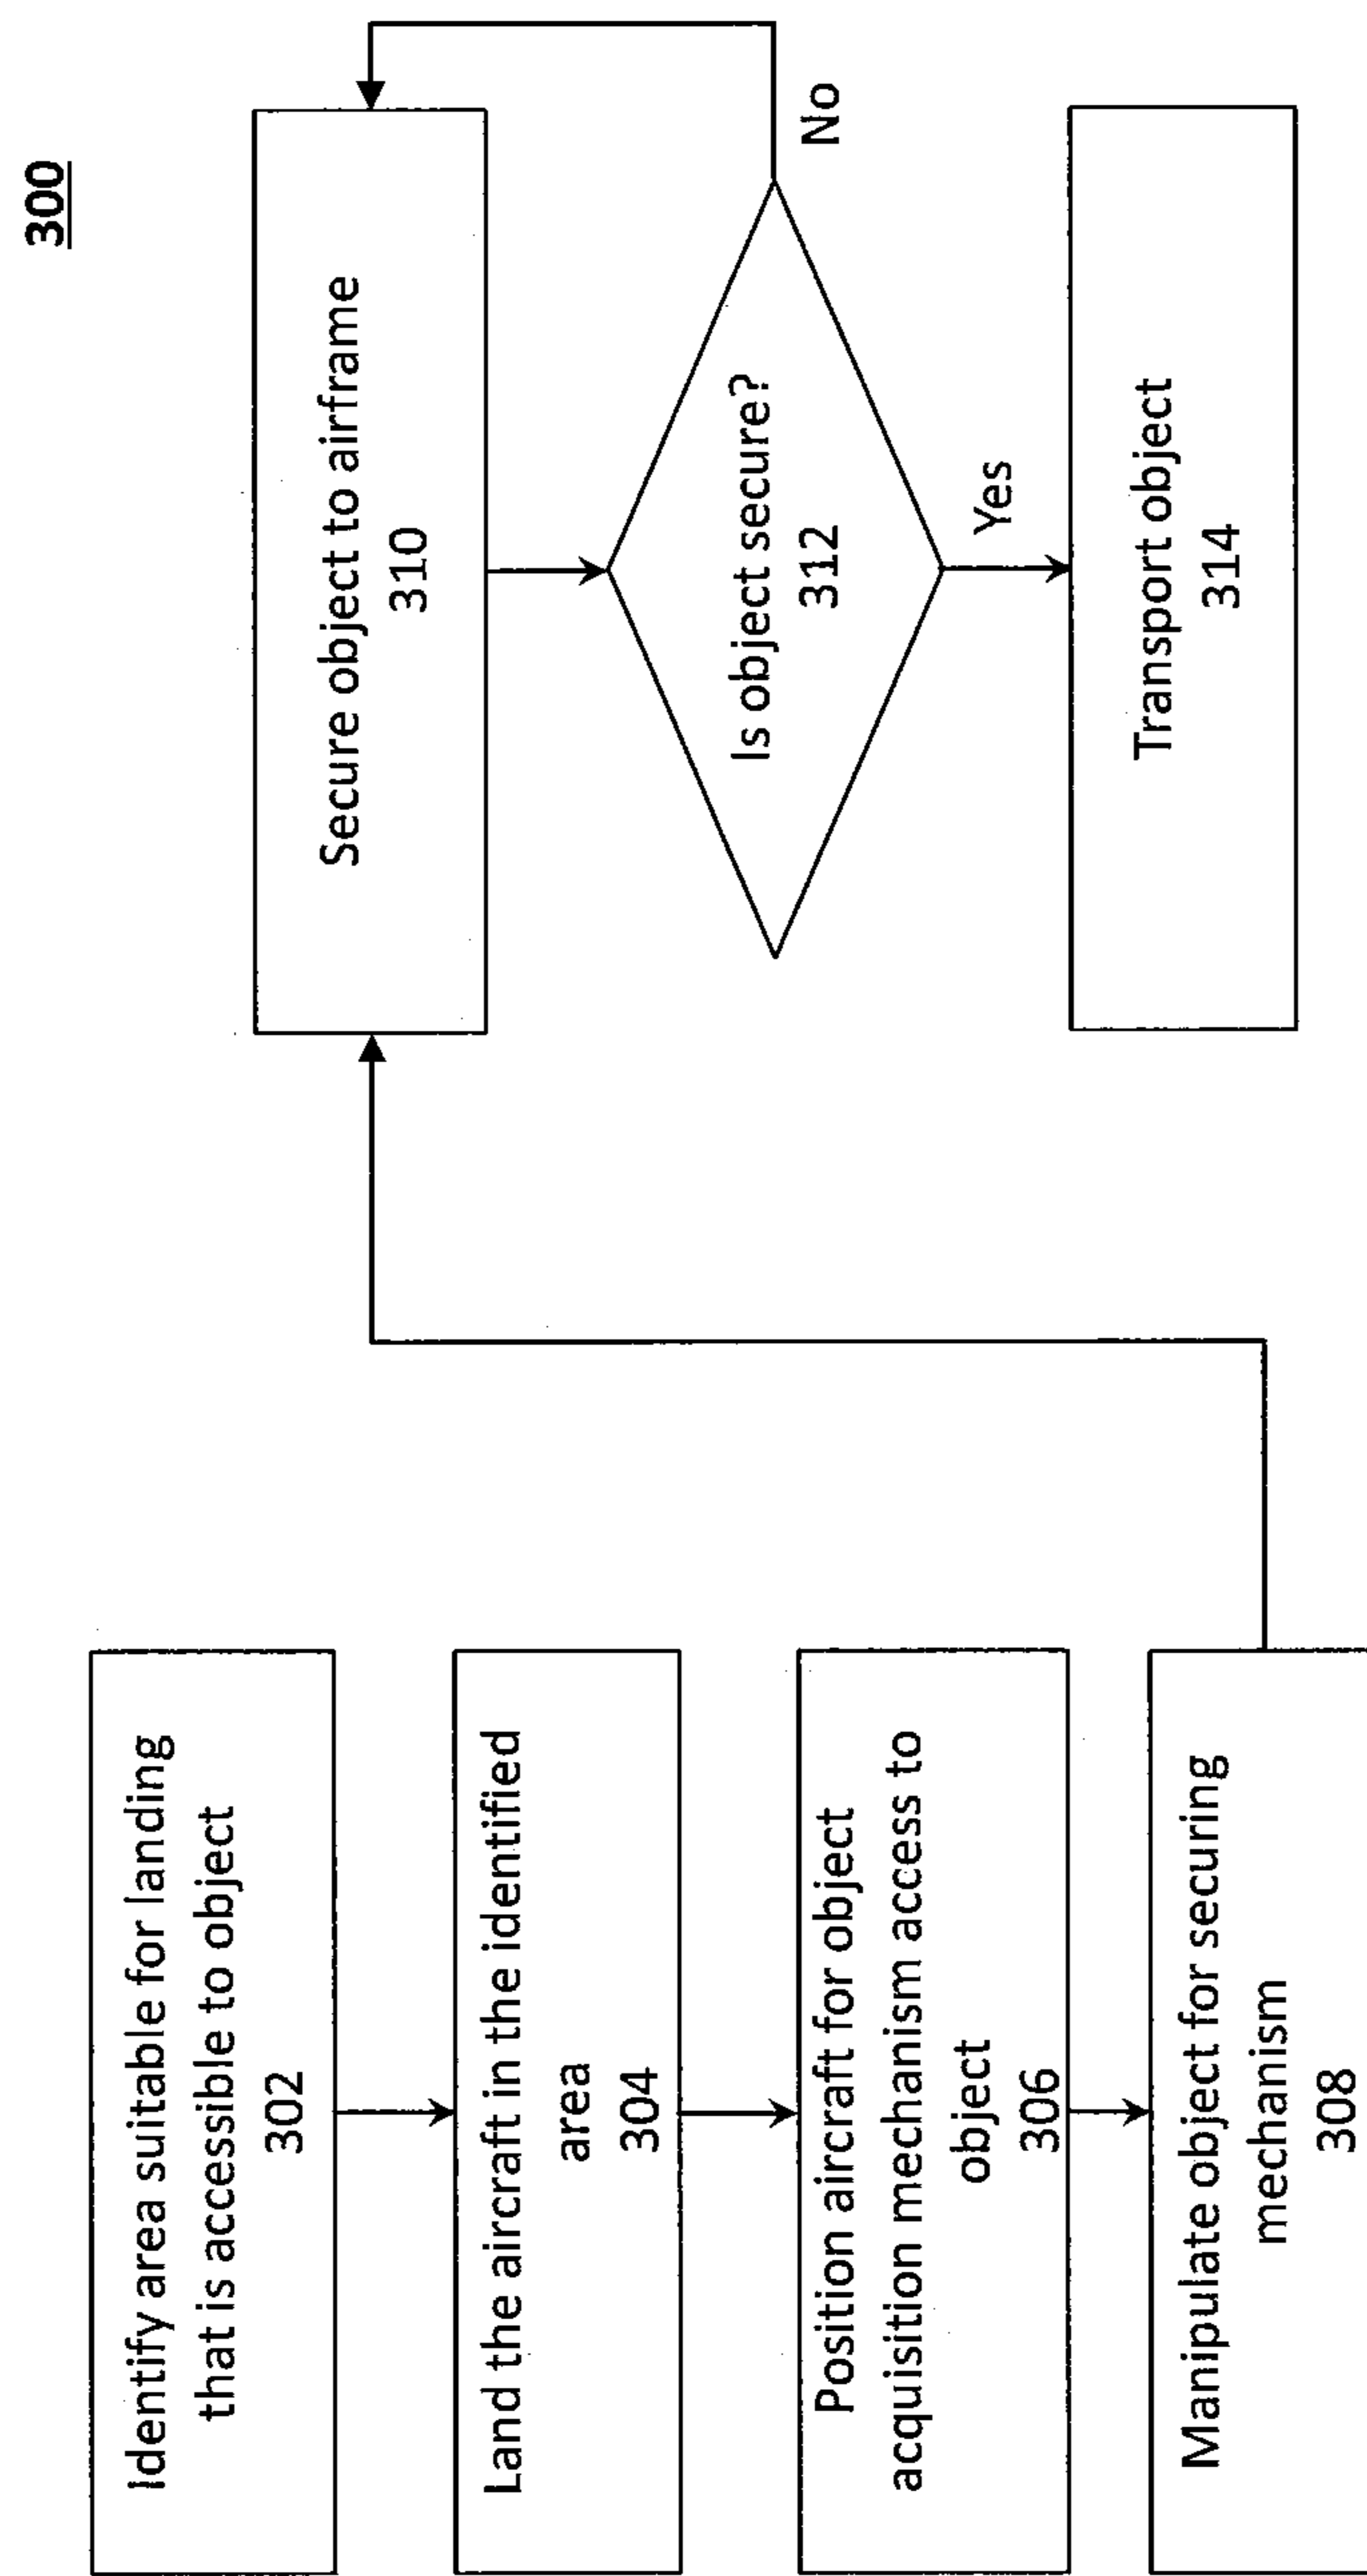 300
Identify area suitable for landing
that is accessible to object
302
Land the aircraft in the identified
area
304
Position aircraft for object
acquisition mechanism access to
object
306
Manipulate object for securing
mechanism
308
Secure object to airframe
310
Is object secure?
312
No
Yes
Transport object
314